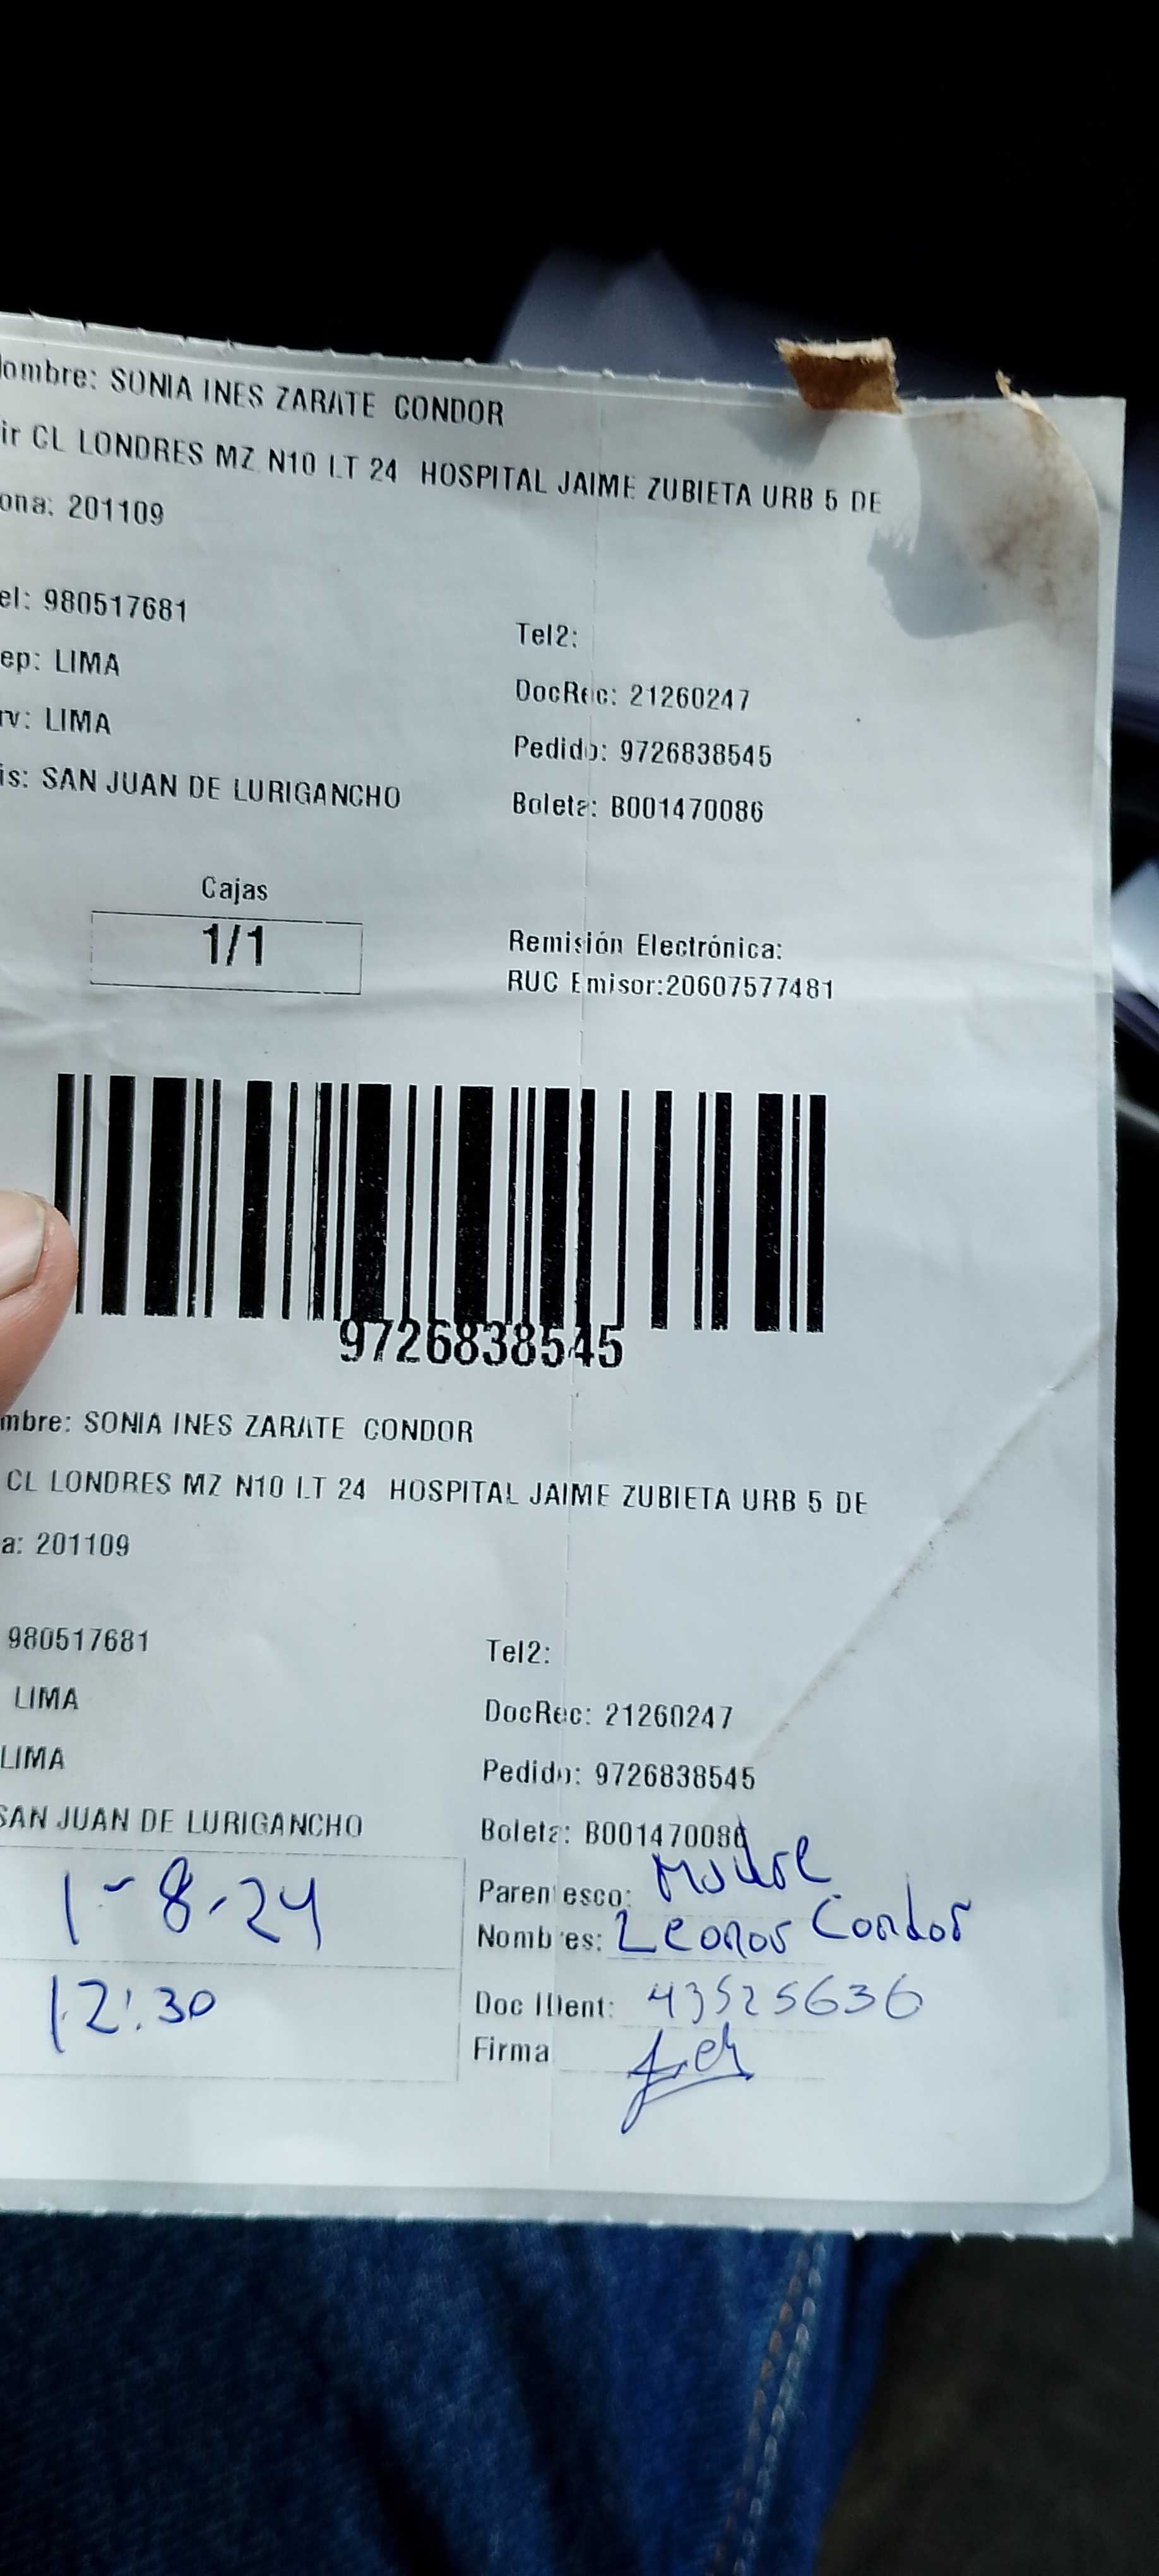 ombre: SONIA INES ZARATE CONDOR
ir CL LONDRES MZ N10 LT 24 HOSPITAL JAIME ZUBIETA URB 5 DE
ona: 201109
el: 980517681
Tel2:
ep: LIMA
DocRec: 21260247
rv: LIMA
Pedido: 9726838545
is: SAN JUAN DE LURIGANCHO
Boleta: B001470086
Cajas
1/1
Remisión Electrónica:
RUC Emisor:20607577481
9726838545
mbre: SONIA INES ZARATE CONDOR
CL LONDRES MZ N10 LT 24 HOSPITAL JAIME ZUBIETA URB 5 DE
a: 201109
980517681
Tel2:
LIMA
DocRec: 21260247
LIMA
Pedido: 9726838545
SAN JUAN DE LURIGANCHO
Boleta: B001470086
1-8-24
Parentesco: Madre
Nombres: Leonor Condor
12:30
Doc Ident: 43525636
Firma